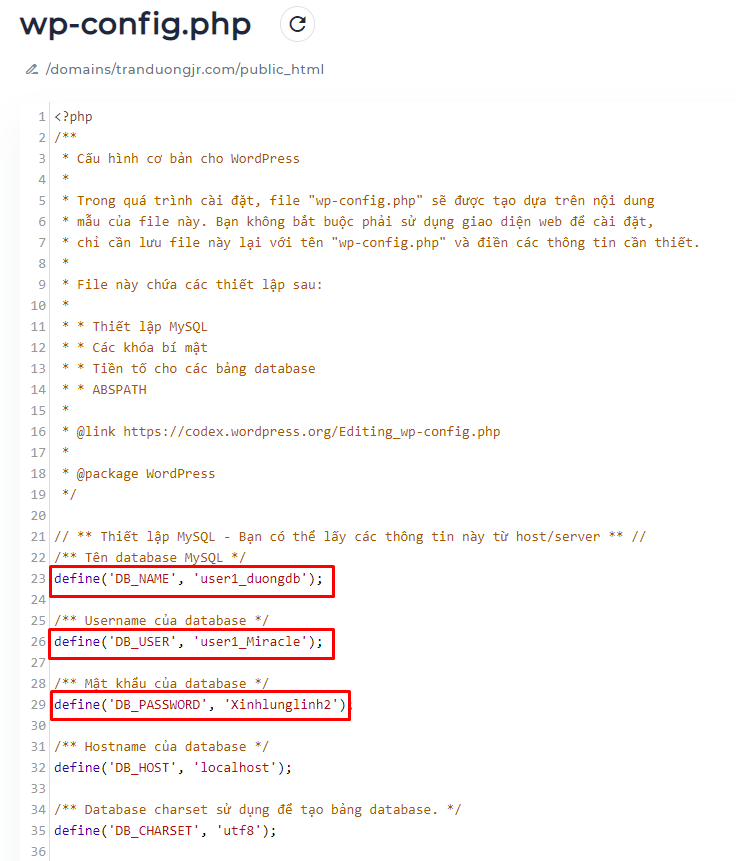 wp-config.php
/domains/tranduongjr.com/public_html
1 <?php
2 /**
3 * Cấu hình cơ bản cho WordPress
4 *
5 * Trong quá trình cài đặt, file "wp-config.php" sẽ được tạo dựa trên nội dung
6 * mẫu của file này. Bạn không bắt buộc phải sử dụng giao diện web để cài đặt,
7 * chỉ cần lưu file này lại với tên "wp-config.php" và điền các thông tin cần thiết.
8 *
9 * File này chứa các thiết lập sau:
10 *
11 * * Thiết lập MySQL
12 * * Các khóa bí mật
13 * * Tiền tố cho các bảng database
14 * * ABSPATH
15 *
16 * @link https://codex.wordpress.org/Editing_wp-config.php
17 *
18 * @package WordPress
19 */
20
21 // ** Thiết lập MySQL - Bạn có thể lấy các thông tin này từ host/server ** //
22 /** Tên database MySQL */
23 define('DB_NAME', 'user1_duongdb');
24
25 /** Username của database */
26 define('DB_USER', 'user1_Miracle');
27
28 /** Mật khẩu của database */
29 define('DB_PASSWORD', 'Xinhlunglinh2');
30
31 /** Hostname của database */
32 define('DB_HOST', 'localhost');
33
34 /** Database charset sử dụng để tạo bảng database. */
35 define('DB_CHARSET', 'utf8');
36